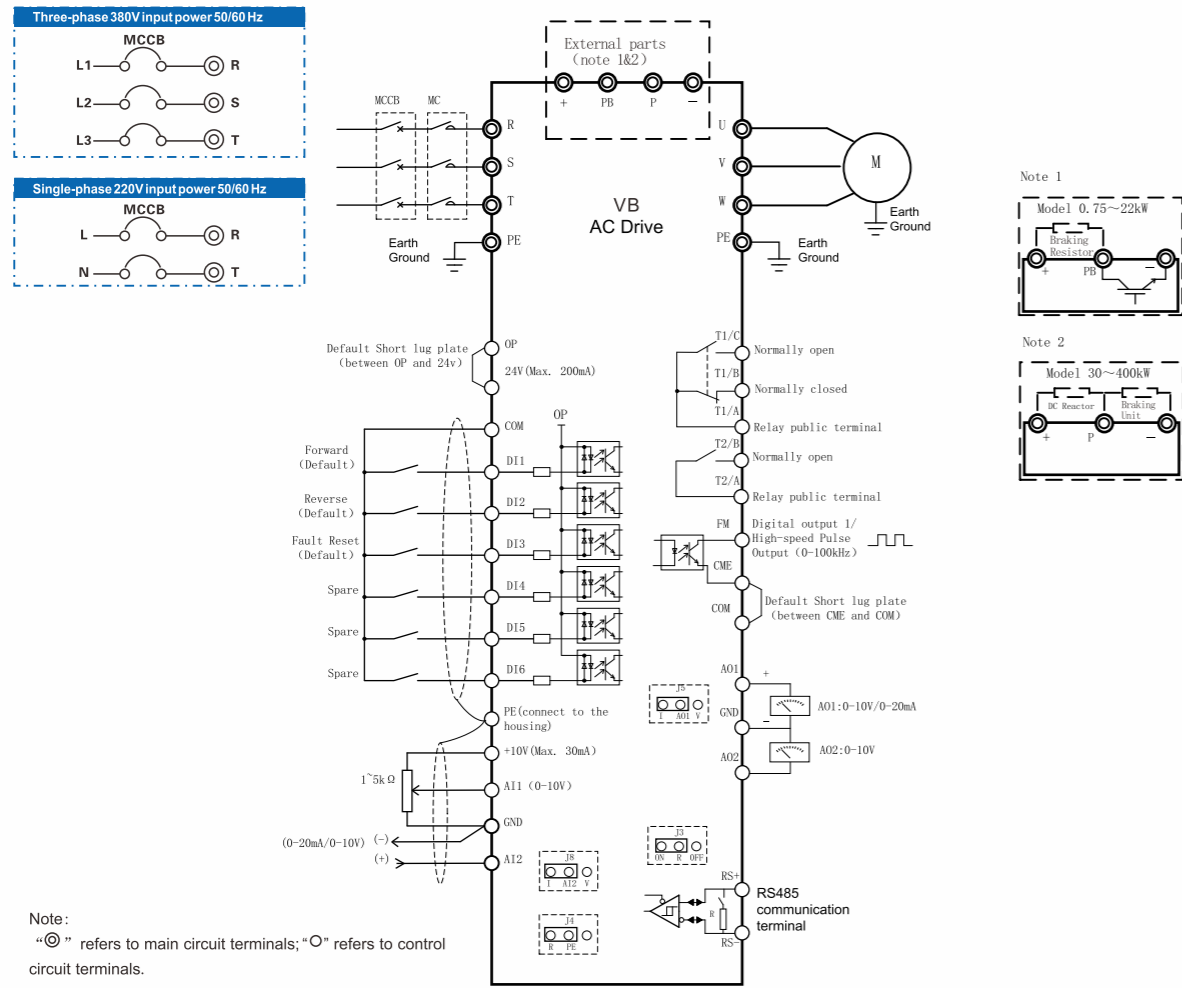 Three-phase 380V input power 50/60 Hz
MCCB
L1
R
L2
S
L3
T
Single-phase 220V input power 50/60 Hz
MCCB
L
R
N
T
External parts
(note 1&2)
+
PB
P
−
MCCB
MC
R
S
T
PE
Earth
Ground
VB
AC Drive
U
V
W
PE
M
Earth
Ground
Earth
Ground
Note 1
Model 0.75～22kW
Braking
Resistor
+
PB
−
Note 2
Model 30～400kW
DC Reactor
Braking
Unit
+
P
−
Default Short lug plate
(between OP and 24v)
OP
24V(Max. 200mA)
COM
OP
Forward
(Default)
DI1
Reverse
(Default)
DI2
Fault Reset
(Default)
DI3
Spare
DI4
Spare
DI5
Spare
DI6
PE(connect to the
housing)
+10V(Max. 30mA)
1~5kΩ
AI1 (0-10V)
GND
(0-20mA/0-10V)
(-)
(+)
AI2
J8
I AI2 V
J4
R PE
T1/C
Normally open
T1/B
Normally closed
T1/A
Relay public terminal
T2/B
Normally open
T2/A
Relay public terminal
FM
Digital output 1/
High-speed Pulse
Output (0-100kHz)
CME
COM
Default Short lug plate
(between CME and COM)
AO1
+
J5
I AO1 V
GND
−
AO1:0-10V/0-20mA
AO2
AO2:0-10V
J3
ON R OFF
RS+
R
RS-
RS485
communication
terminal
Note:
“◎” refers to main circuit terminals; “O” refers to control
circuit terminals.